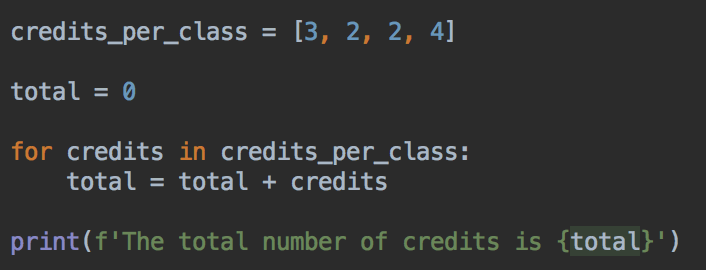 credits_per_class = [3, 2, 2, 4]
total = 0
for credits in credits_per_class:
    total = total + credits
print(f'The total number of credits is {total}')